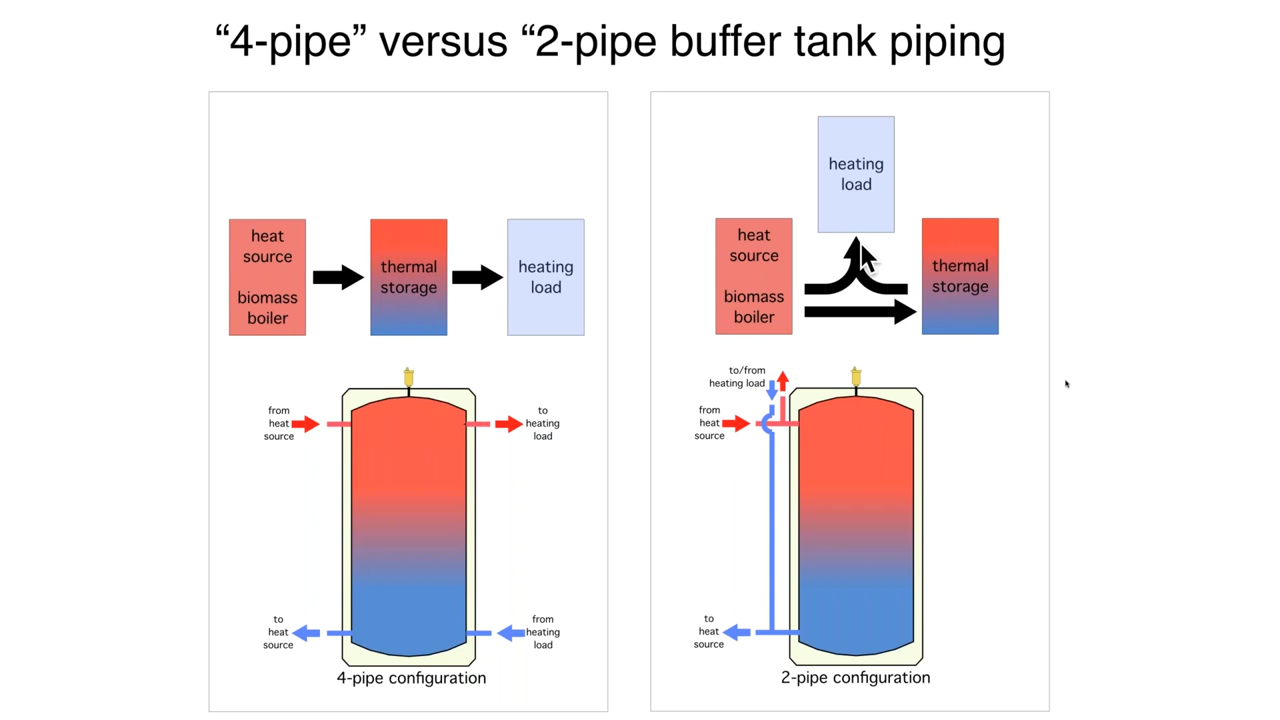 “4-pipe” versus “2-pipe buffer tank piping
heat
source
biomass
boiler
thermal
storage
heating
load
from
heat
source
to
heating
load
to
heat
source
from
heating
load
4-pipe configuration
heating
load
heat
source
biomass
boiler
thermal
storage
to/from
heating load
from
heat
source
to
heat
source
2-pipe configuration